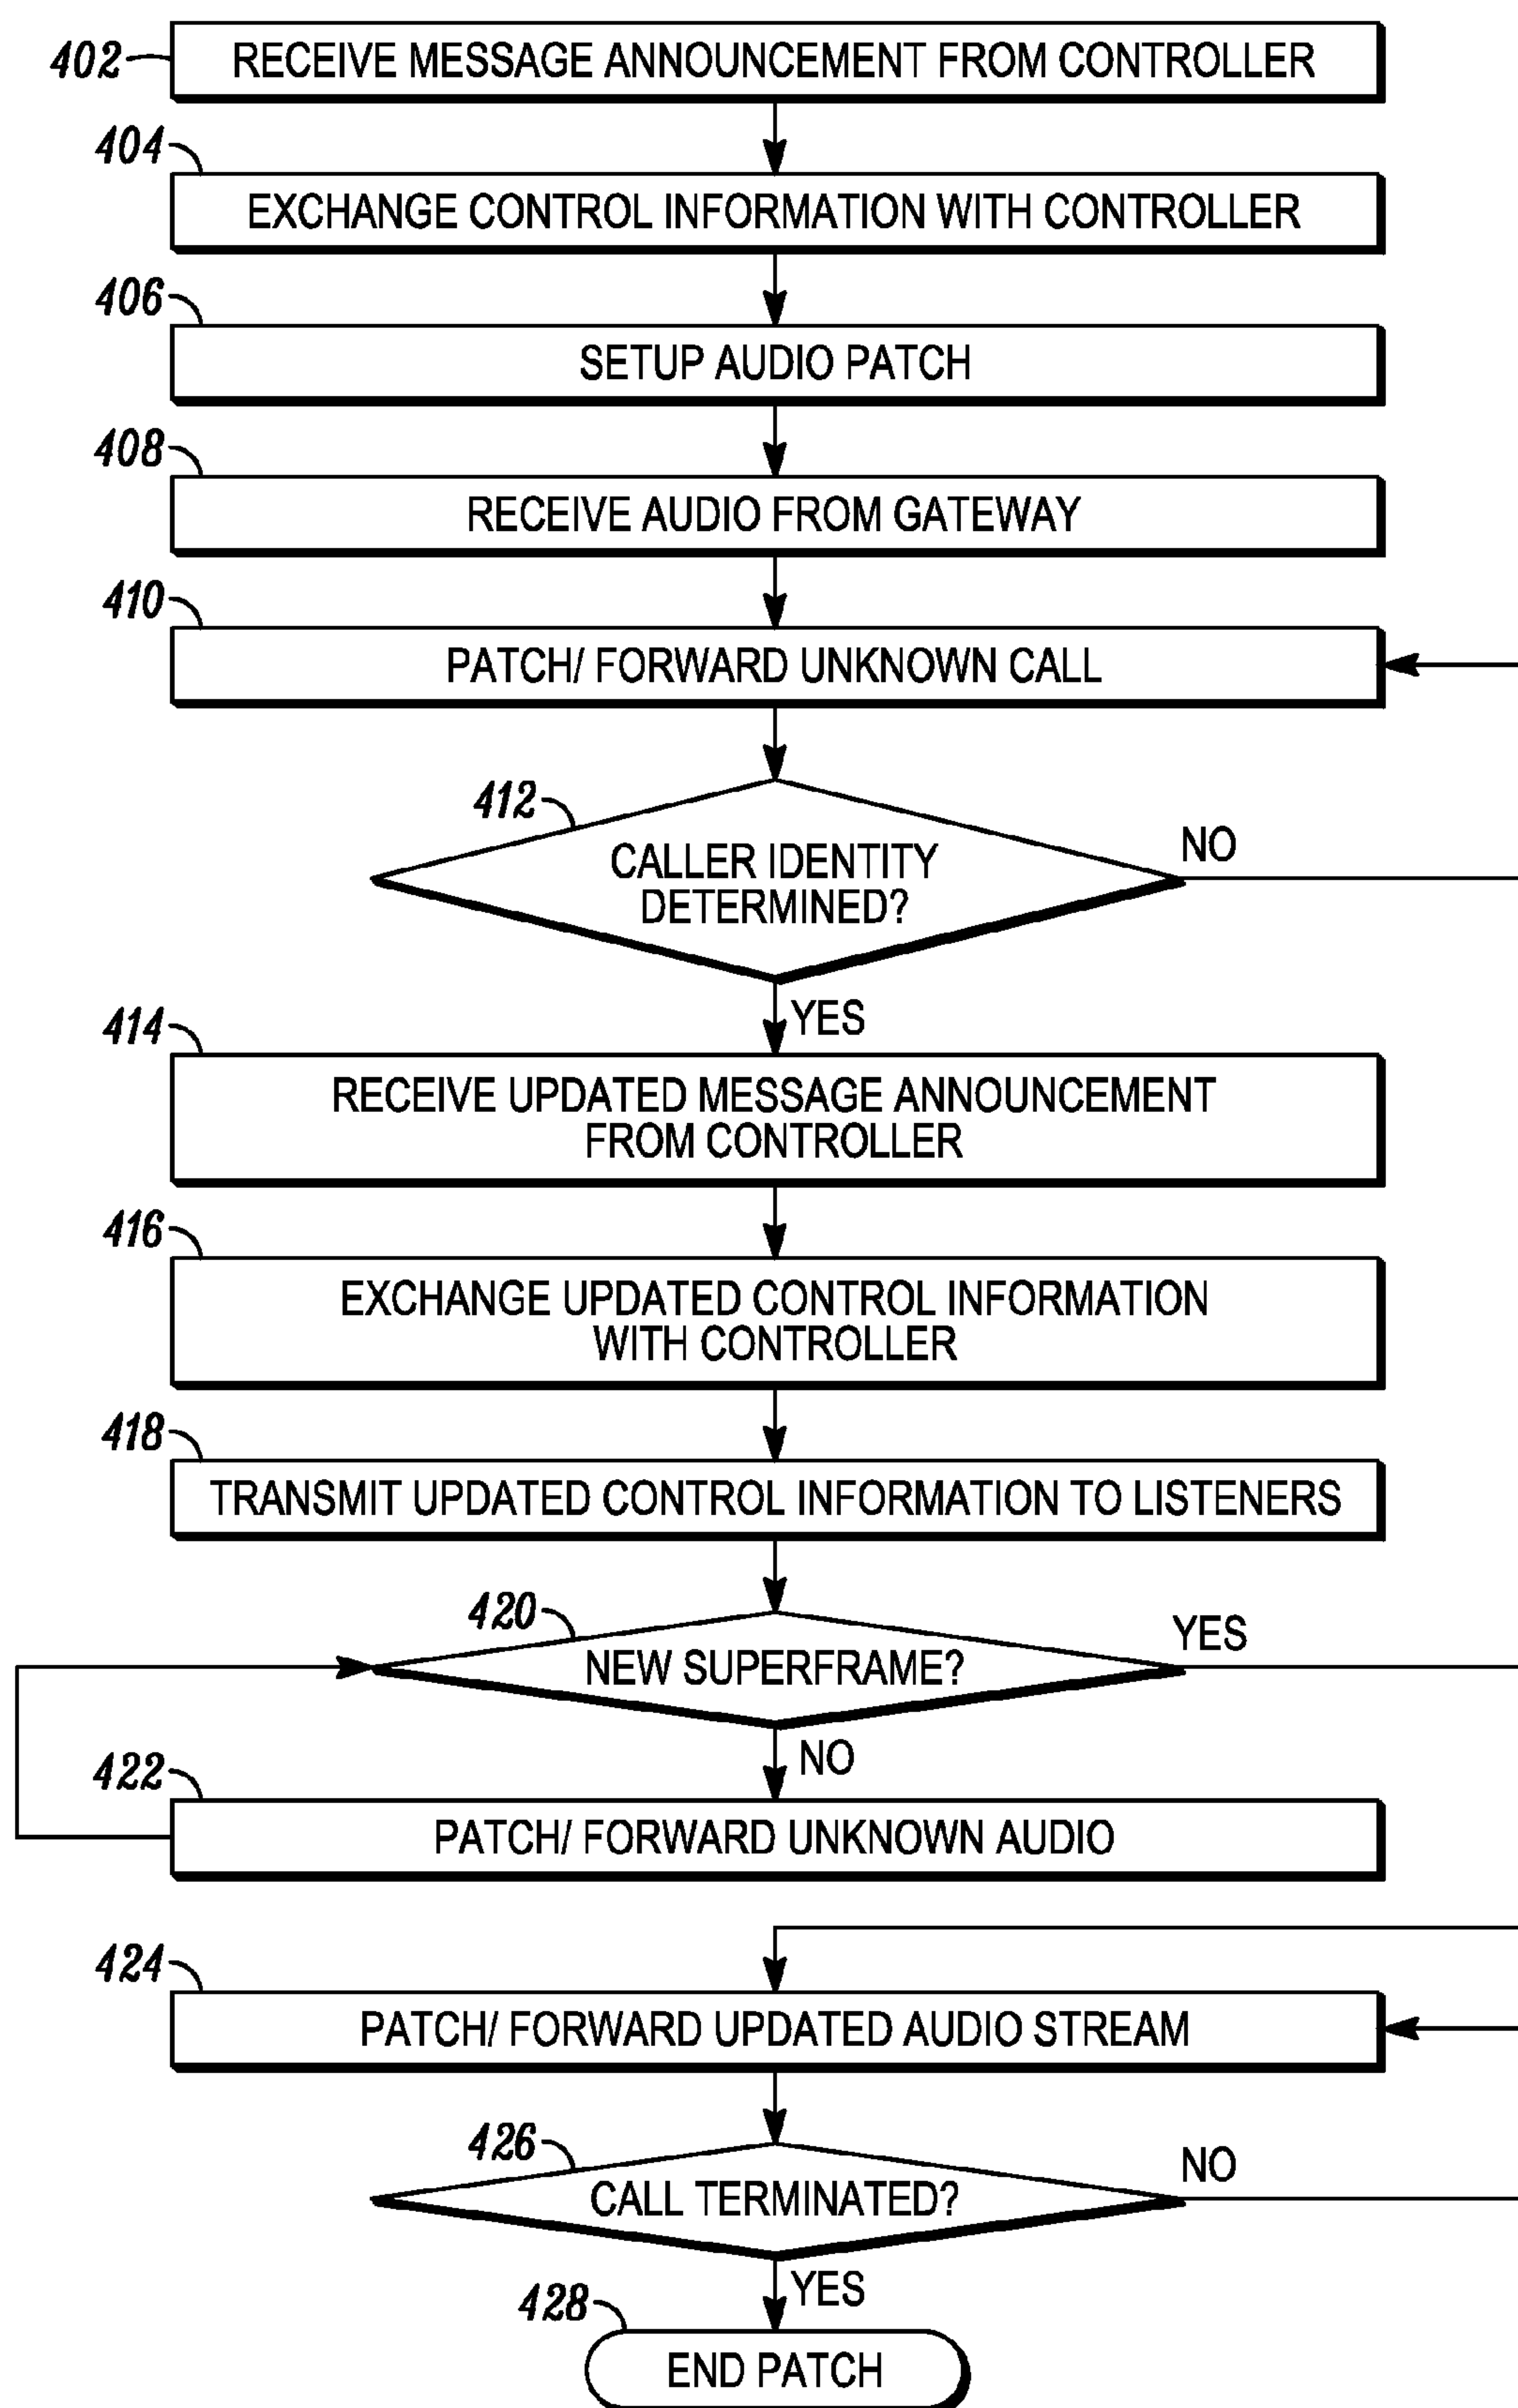 402
RECEIVE MESSAGE ANNOUNCEMENT FROM CONTROLLER
404
EXCHANGE CONTROL INFORMATION WITH CONTROLLER
406
SETUP AUDIO PATCH
408
RECEIVE AUDIO FROM GATEWAY
410
PATCH/ FORWARD UNKNOWN CALL
412
CALLER IDENTITY
DETERMINED?
NO
YES
414
RECEIVE UPDATED MESSAGE ANNOUNCEMENT
FROM CONTROLLER
416
EXCHANGE UPDATED CONTROL INFORMATION
WITH CONTROLLER
418
TRANSMIT UPDATED CONTROL INFORMATION TO LISTENERS
420
NEW SUPERFRAME?
YES
NO
422
PATCH/ FORWARD UNKNOWN AUDIO
424
PATCH/ FORWARD UPDATED AUDIO STREAM
426
CALL TERMINATED?
NO
YES
428
END PATCH